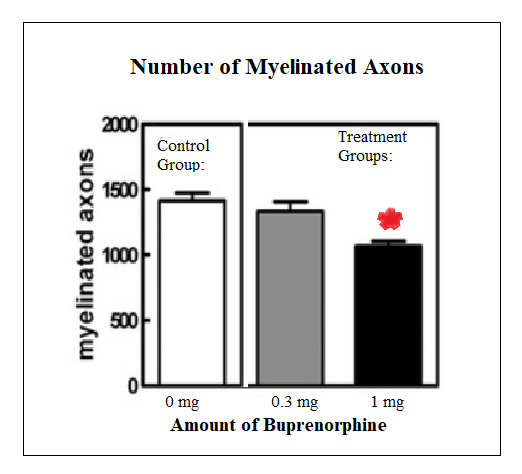 Number of Myelinated Axons
Control
Group:
Treatment
Groups:
myelinated axons
2000
1500
1000
500
0
0 mg
0.3 mg
1 mg
Amount of Buprenorphine